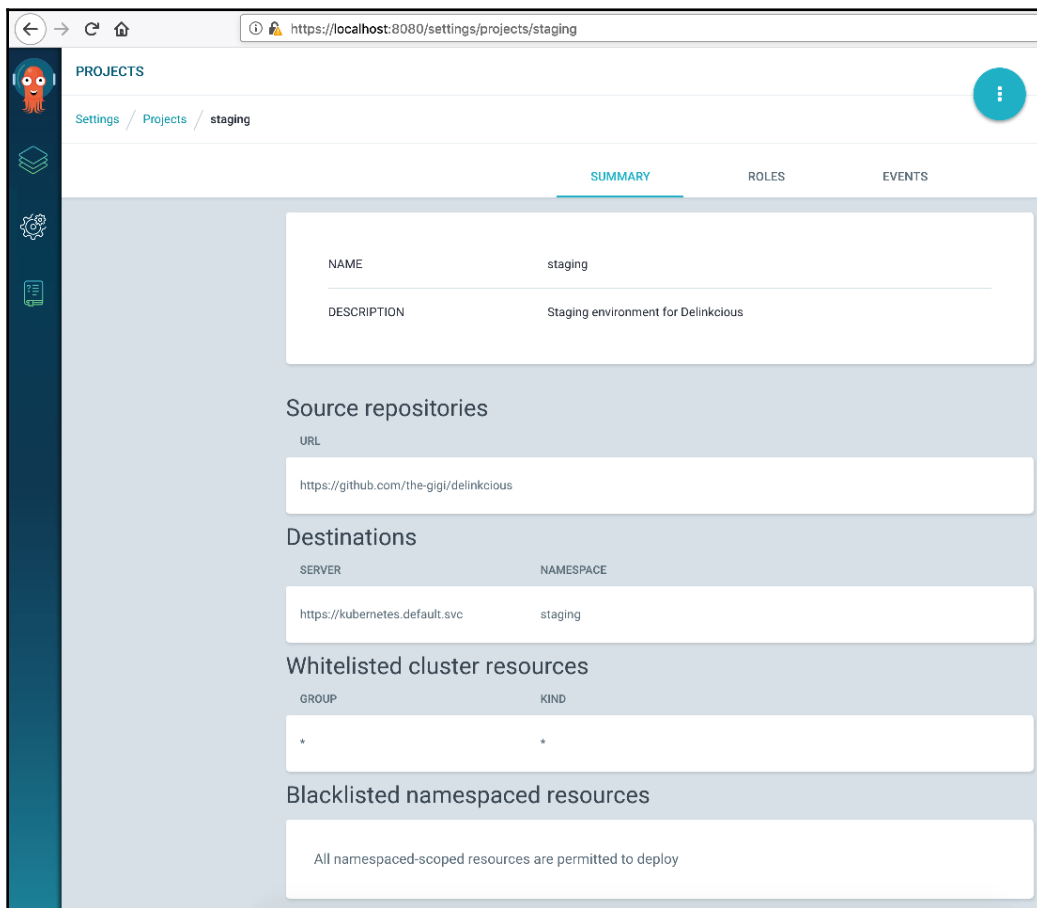 https://localhost:8080/settings/projects/staging
PROJECTS
Settings / Projects / staging
SUMMARY ROLES EVENTS
NAME staging
DESCRIPTION Staging environment for Delinkcious
Source repositories
URL
https://github.com/the-gigi/delinkcious
Destinations
SERVER NAMESPACE
https://kubernetes.default.svc staging
Whitelisted cluster resources
GROUP KIND
* *
Blacklisted namespaced resources
All namespaced-scoped resources are permitted to deploy